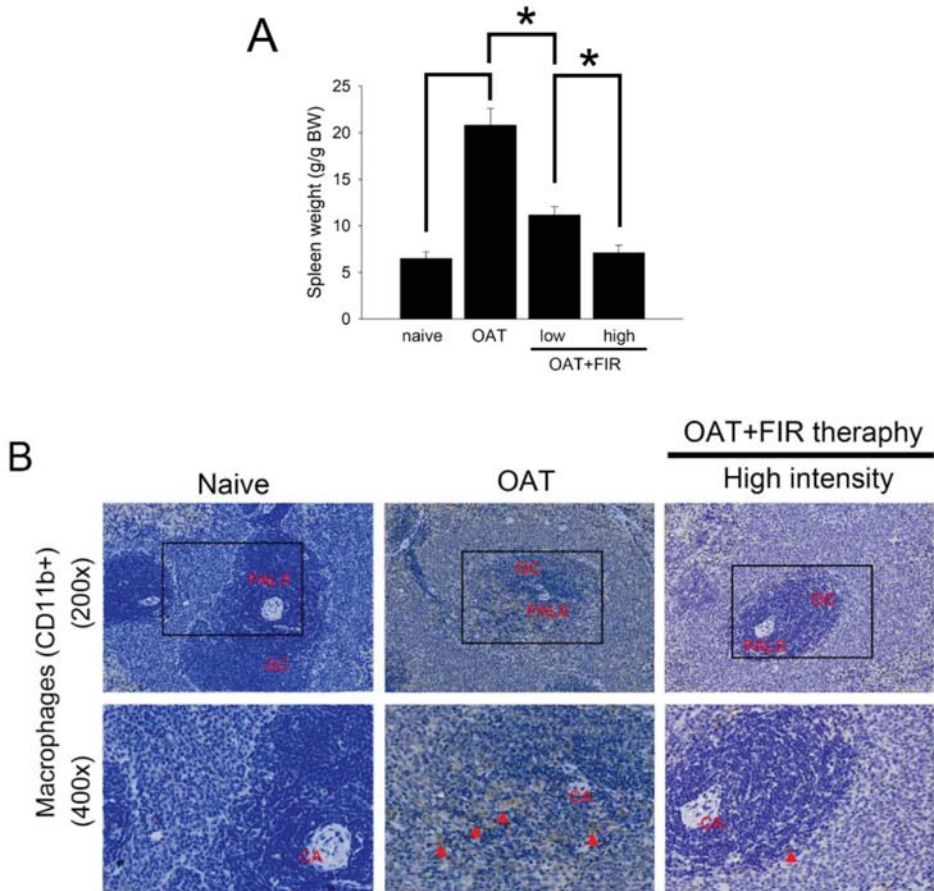 A
*
*
Spleen weight (g/g BW)
25
20
15
10
5
0
naive
OAT
low
high
OAT+FIR
B
OAT+FIR theraphy
Naive
OAT
High intensity
Macrophages (CD11b+)
(200x)
(400x)
PALS
GC
GC
PALS
GC
PALS
CA
CA
CA